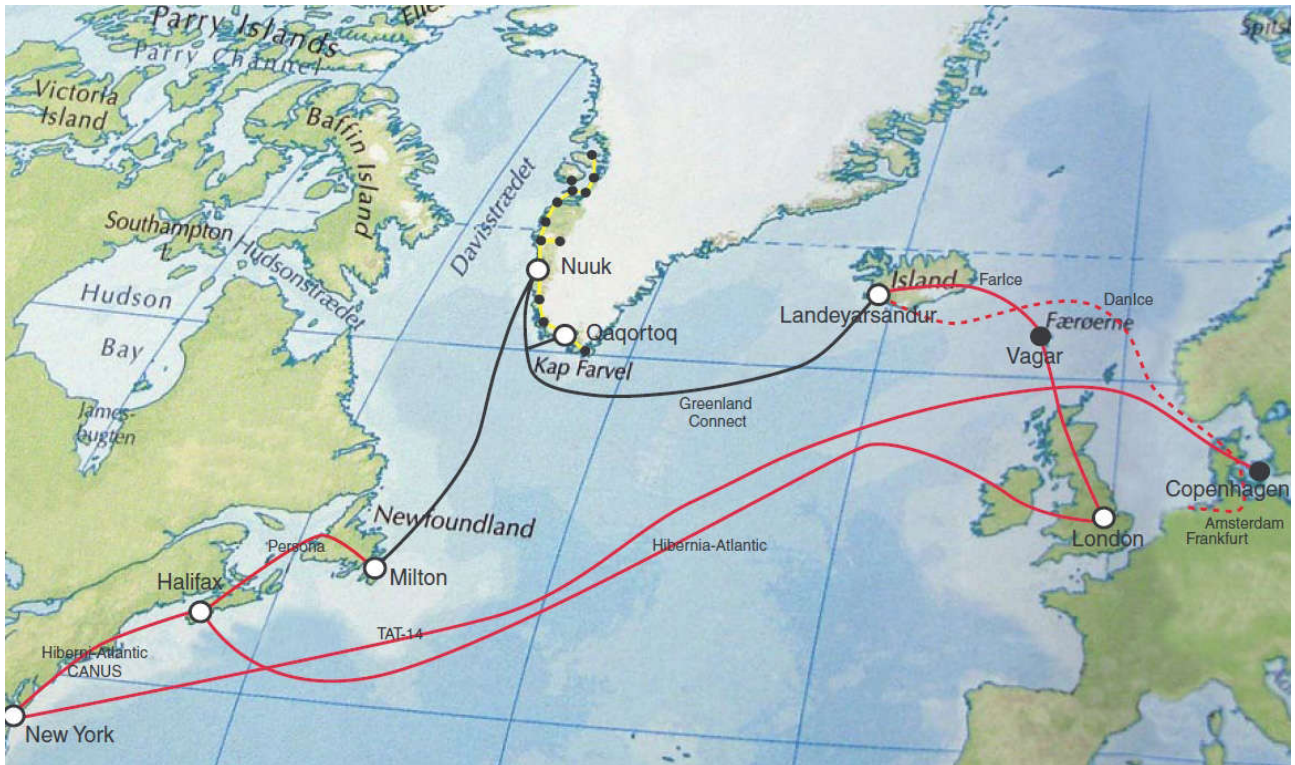 Parry Islands
Parry Channel
Victoria
Island
Baffin Island
Spitsb
Southampton
I.
Hudsonstrædet
Davisstrædet
Hudson
Bay
James-
bugten
Nuuk
Qaqortoq
Kap Farvel
Island
Landeyarsandur
FarIce
DanIce
Færøerne
Vagar
Greenland
Connect
Newfoundland
Persona
Milton
Halifax
Hiberni-Atlantic
CANUS
New York
TAT-14
Hibernia-Atlantic
London
Copenhagen
Amsterdam
Frankfurt